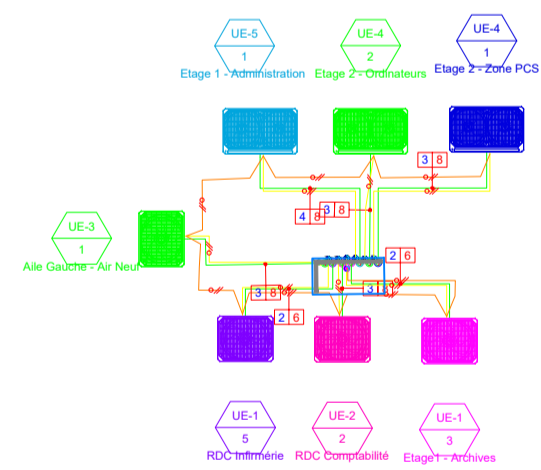 UE-5
1
Etage 1 - Administration
UE-4
2
Etage 2 - Ordinateurs
UE-4
1
Etage 2 - Zone PCS
3 8
4 8
3 8
UE-3
1
Aile Gauche - Air Neuf
2 6
3 8
3
2 6
UE-1
5
RDC Infirmérie
UE-2
2
RDC Comptabilité
UE-1
3
Etage1 - Archives